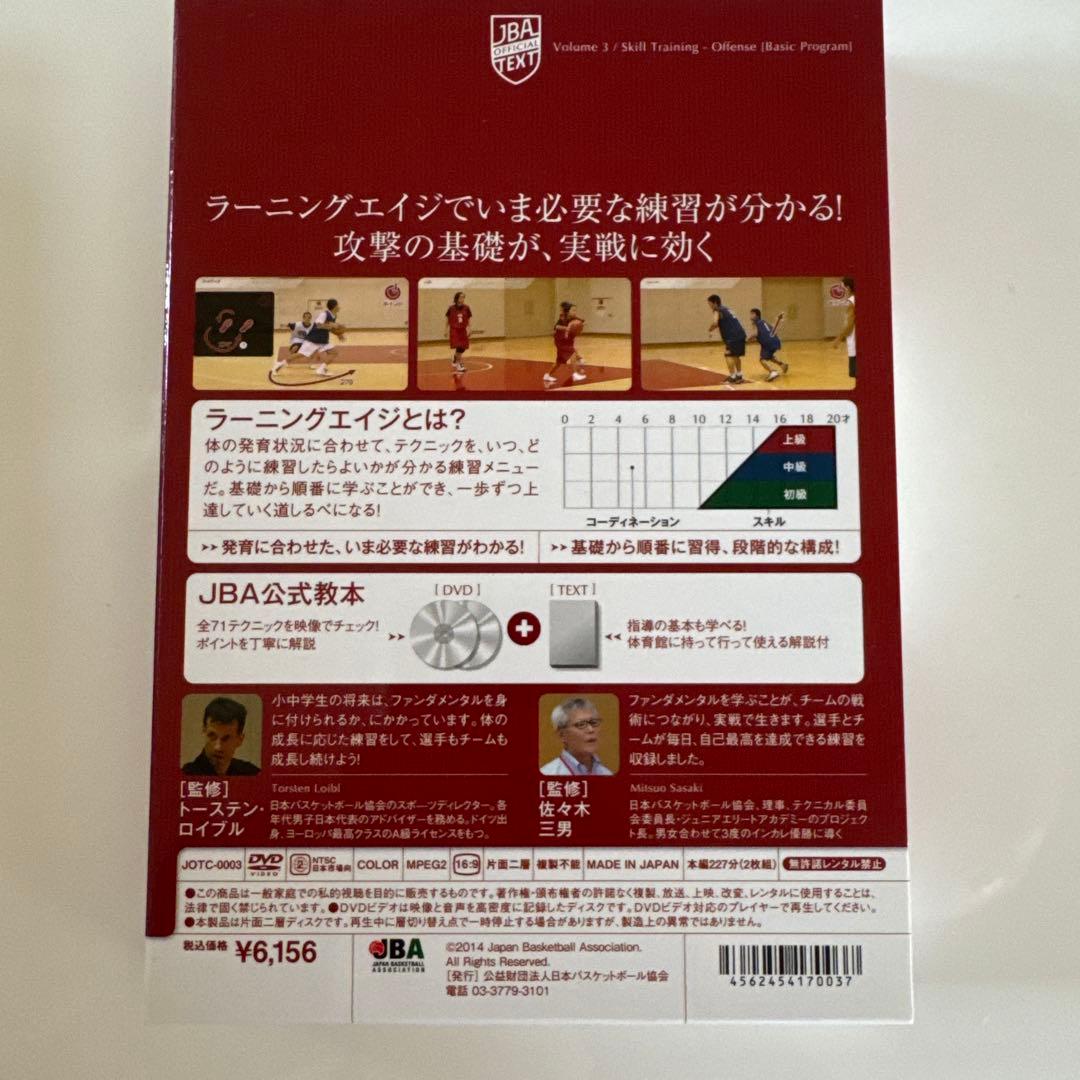 JBA
OFFICIAL
TEXT
Volume 3 / Skill Training - Offense [Basic Program]
ラーニングエイジでいま必要な練習が分かる!
攻撃の基礎が、実戦に効く
270
ラーニングエイジとは?
体の発育状況に合わせて、テクニックを、いつ、ど
のように練習したらよいかが分かる練習メニュー
だ。基礎から順番に学ぶことができ、一歩ずつ上
達していく道しるべになる!
0 2 4 6 8 10 12 14 16 18 20才
上級
中級
初級
コーディネーション スキル
>> 発育に合わせた、いま必要な練習がわかる!
>> 基礎から順番に習得、段階的な構成!
JBA公式教本
全71テクニックを映像でチェック!
ポイントを丁寧に解説
[ DVD ]
[ TEXT ]
指導の基本も学べる!
体育館に持って行って使える解説付
小中学生の将来は、ファンダメンタルを身
に付けられるか、にかかっています。体の
成長に応じた練習をして、選手もチームも
成長し続けよう!
[監修]
トーステン・
ロイブル
Torsten Loibl
日本バスケットボール協会のスポーツディレクター。各
年代男子日本代表のアドバイザーを務める。ドイツ出
身、ヨーロッパ最高クラスのA級ライセンスをもつ。
ファンダメンタルを学ぶことが、チームの戦
術につながり、実戦で生きます。選手とチ
ームが毎日、自己最高を達成できる練習を
収録しました。
[監修]
佐々木
三男
Mitsuo Sasaki
日本バスケットボール協会、理事、テクニカル委員
会委員長・ジュニアエリートアカデミーのプロジェク
ト長。男女合わせて3度のインカレ優勝に導く
JOTC-0003 DVD VIDEO 2 NTSC 日本市場向 COLOR MPEG2 16:9 片面二層 複製不能 MADE IN JAPAN 本編227分(2枚組) 無許諾レンタル禁止
●この商品は一般家庭での私的視聴を目的に販売するものです。著作権・頒布権者の許諾なく複製、放送、上映、改変、レンタルに使用することは、
法律で固く禁じられています。●DVDビデオは映像と音声を高密度に記録したディスクです。DVDビデオ対応のプレイヤーで再生してください。
●本製品は片面二層ディスクです。再生中に層切り替え点で一時停止する場合がありますが、製造上の異常ではありません。
税込価格 ¥6,156
JBA
JAPAN BASKETBALL
ASSOCIATION
©2014 Japan Basketball Association.
All Rights Reserved.
[発行] 公益財団法人日本バスケットボール協会
電話 03-3779-3101
4562454170037